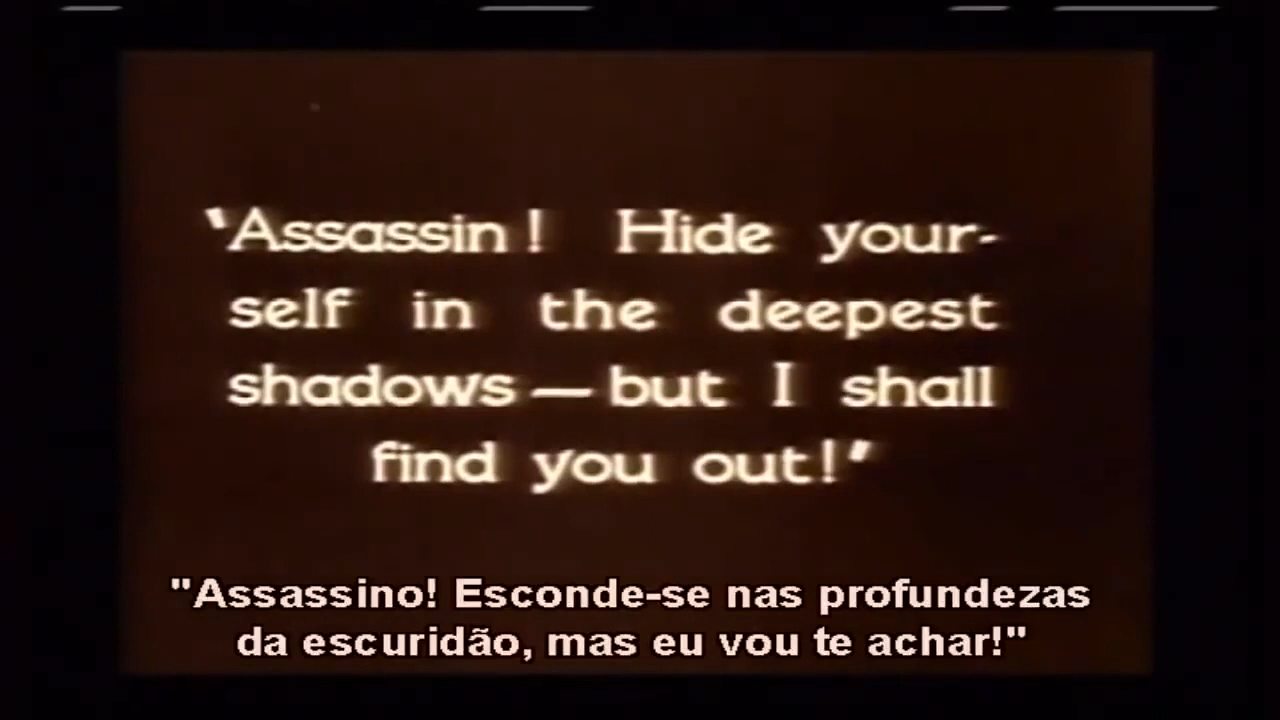 'Assassin! Hide your-
self in the deepest
shadows — but I shall
find you out!'
"Assassino! Esconde-se nas profundezas
da escuridão, mas eu vou te achar!"